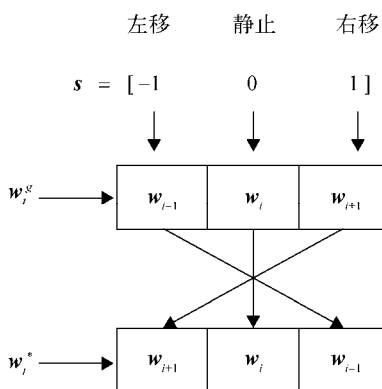 左移 静止 右移
s = [-1 0 1]
w_t^g w_{i-1} w_i w_{i+1}
w_t^* w_{i+1} w_i w_{i-1}